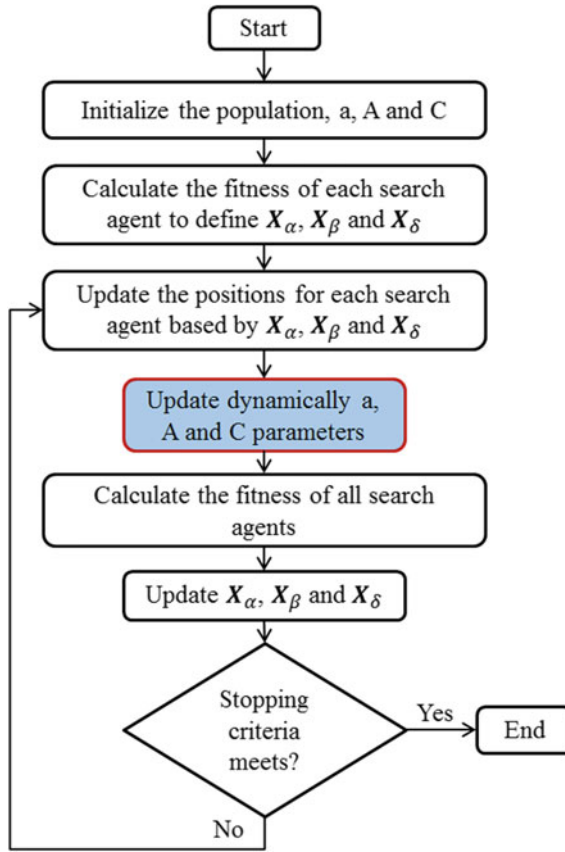 Start
Initialize the population, a, A and C
Calculate the fitness of each search
agent to define Xα, Xβ and Xδ
Update the positions for each search
agent based by Xα, Xβ and Xδ
Update dynamically a,
A and C parameters
Calculate the fitness of all search
agents
Update Xα, Xβ and Xδ
Stopping
criteria
meets?
Yes
End
No